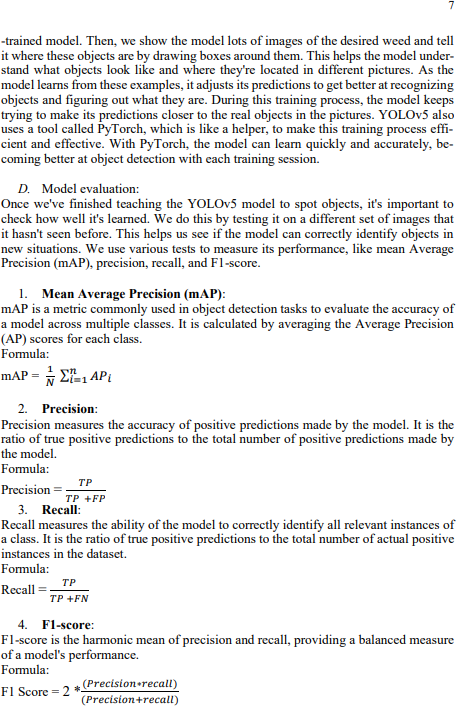 7
-trained model. Then, we show the model lots of images of the desired weed and tell
it where these objects are by drawing boxes around them. This helps the model under-
stand what objects look like and where they're located in different pictures. As the
model learns from these examples, it adjusts its predictions to get better at recognizing
objects and figuring out what they are. During this training process, the model keeps
trying to make its predictions closer to the real objects in the pictures. YOLOv5 also
uses a tool called PyTorch, which is like a helper, to make this training process effi-
cient and effective. With PyTorch, the model can learn quickly and accurately, be-
coming better at object detection with each training session.
D. Model evaluation:
Once we've finished teaching the YOLOv5 model to spot objects, it's important to
check how well it's learned. We do this by testing it on a different set of images that
it hasn't seen before. This helps us see if the model can correctly identify objects in
new situations. We use various tests to measure its performance, like mean Average
Precision (mAP), precision, recall, and F1-score.
1. Mean Average Precision (mAP):
mAP is a metric commonly used in object detection tasks to evaluate the accuracy of
a model across multiple classes. It is calculated by averaging the Average Precision
(AP) scores for each class.
Formula:
mAP = 1/N ∑ⁿᵢ₌₁ APi
2. Precision:
Precision measures the accuracy of positive predictions made by the model. It is the
ratio of true positive predictions to the total number of positive predictions made by
the model.
Formula:
Precision = TP / TP +FP
3. Recall:
Recall measures the ability of the model to correctly identify all relevant instances of
a class. It is the ratio of true positive predictions to the total number of actual positive
instances in the dataset.
Formula:
Recall = TP / TP +FN
4. F1-score:
F1-score is the harmonic mean of precision and recall, providing a balanced measure
of a model's performance.
Formula:
F1 Score = 2 * (Precision*recall) / (Precision+recall)